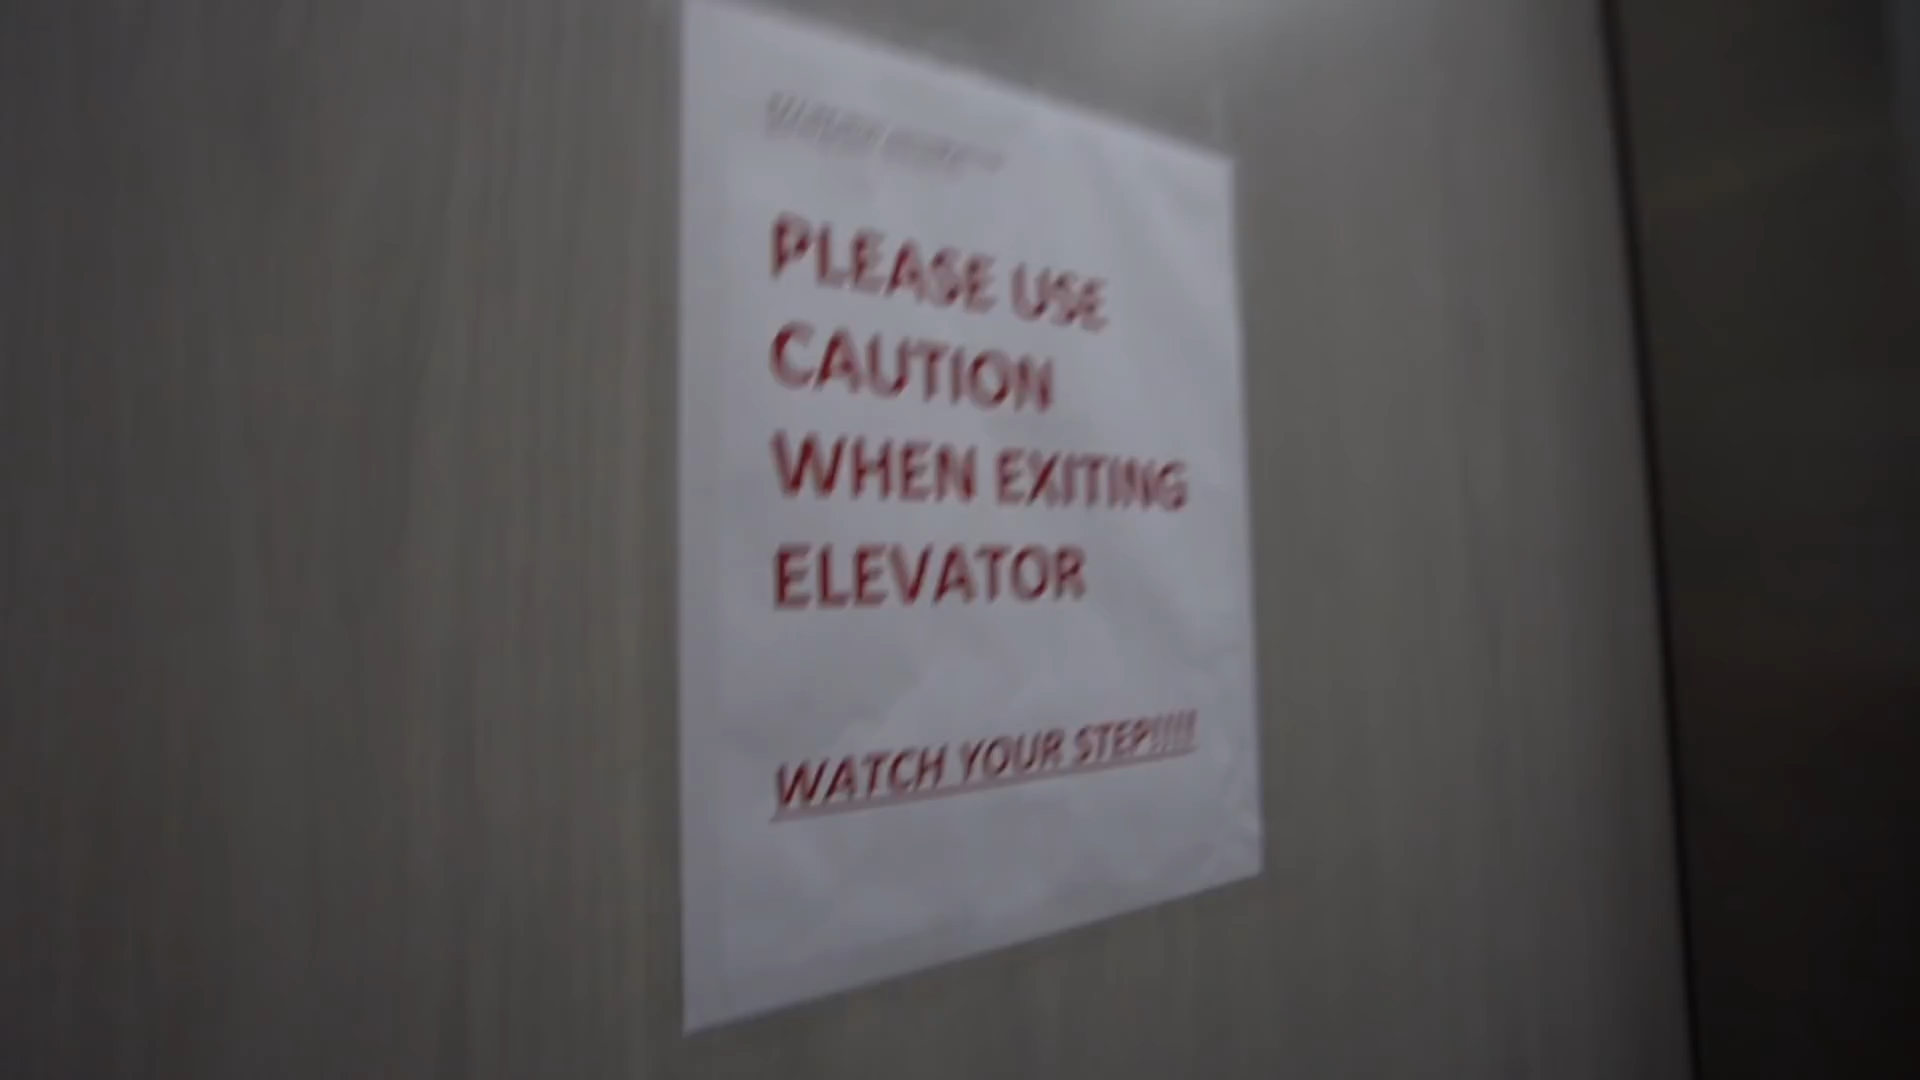 PLEASE USE
CAUTION
WHEN EXITING
ELEVATOR
WATCH YOUR STEP!!!!